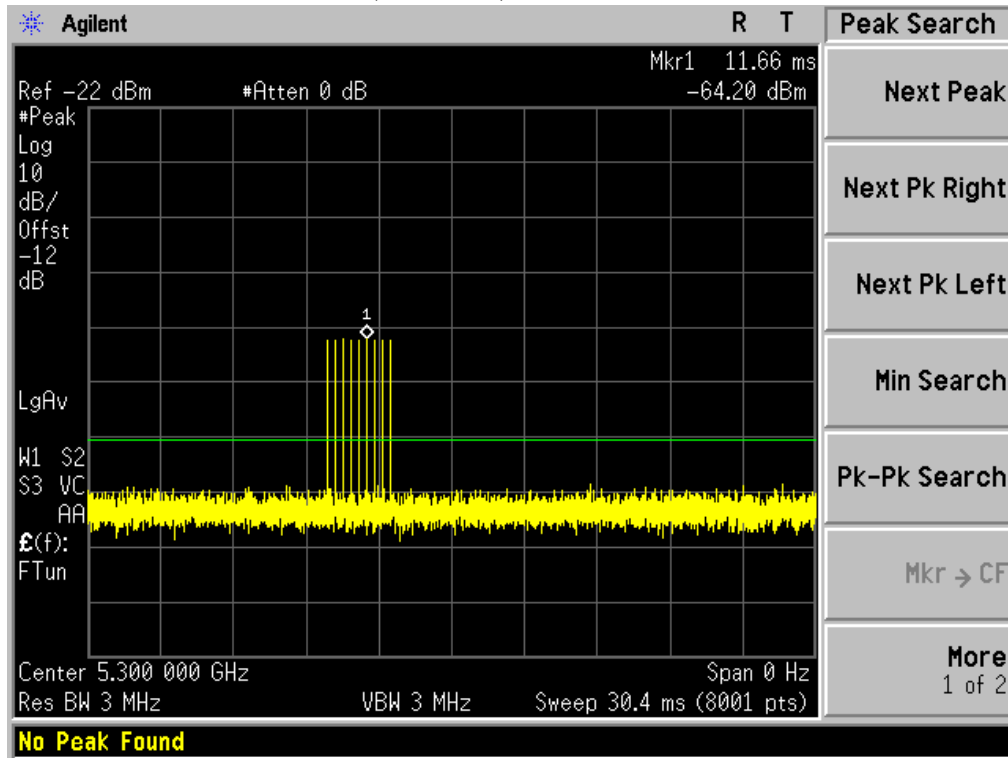 Agilent R T Peak Search
Mkr1 11.66 ms
Ref -22 dBm #Atten 0 dB -64.20 dBm
#Peak
Log
10
dB/
Offst
-12
dB
1
LgAv
W1 S2
S3 VC
AA
£(f):
FTun
Center 5.300 000 GHz Span 0 Hz
Res BW 3 MHz VBW 3 MHz Sweep 30.4 ms (8001 pts)
No Peak Found
Next Peak
Next Pk Right
Next Pk Left
Min Search
Pk-Pk Search
Mkr → CF
More
1 of 2